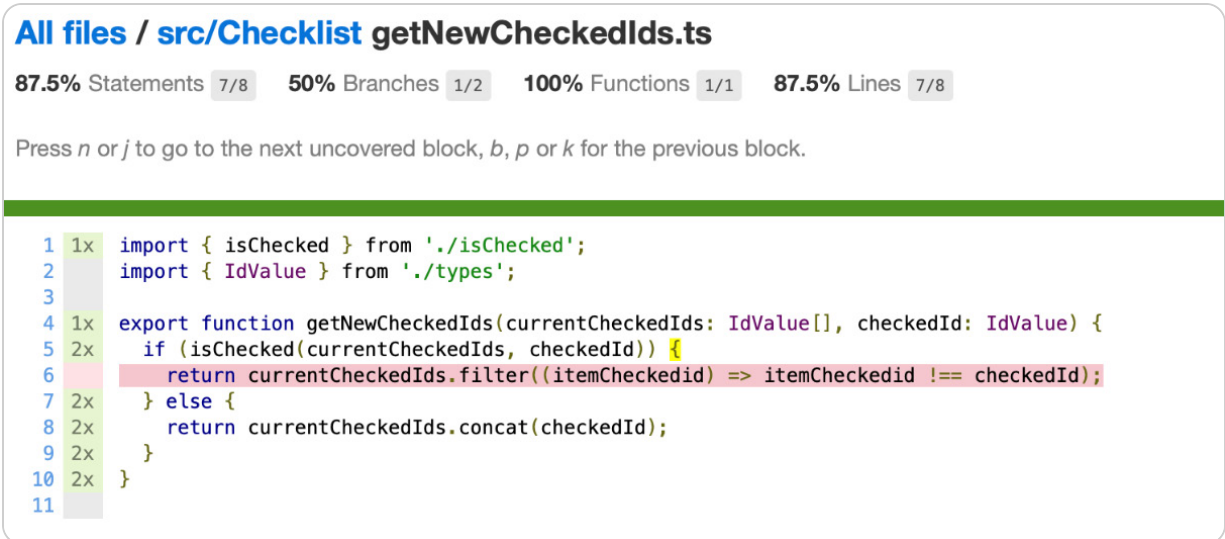 All files / src/Checklist getNewCheckedIds.ts
87.5% Statements 7/8 50% Branches 1/2 100% Functions 1/1 87.5% Lines 7/8
Press n or j to go to the next uncovered block, b, p or k for the previous block.
1 1x import { isChecked } from './isChecked';
2 import { IdValue } from './types';
3
4 1x export function getNewCheckedIds(currentCheckedIds: IdValue[], checkedId: IdValue) {
5 2x if (isChecked(currentCheckedIds, checkedId)) {
6 return currentCheckedIds.filter((itemCheckedid) => itemCheckedid !== checkedId);
7 2x } else {
8 2x return currentCheckedIds.concat(checkedId);
9 2x }
10 2x }
11